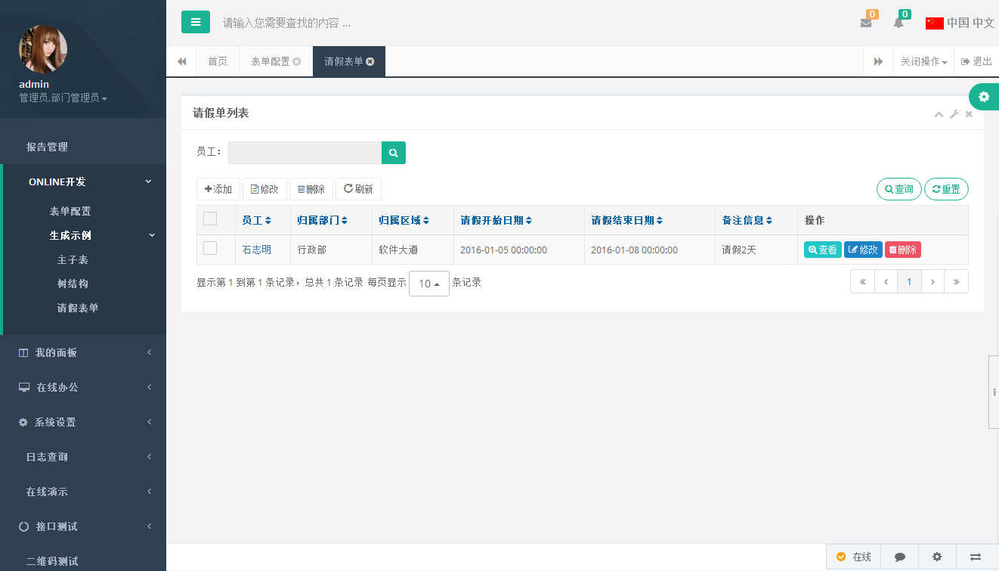 admin
管理员,部门管理员
报告管理
ONLINE开发
表单配置
生成示例
主子表
树结构
请假表单
我的面板
在线办公
系统设置
日志查询
在线演示
接口测试
二维码测试
请输入您需要查找的内容 ...
0
0
中国 中文
首页
表单配置
请假表单
关闭操作
退出
请假单列表
员工：
添加 修改 删除 刷新
查询 重置
员工 归属部门 归属区域 请假开始日期 请假结束日期 备注信息 操作
石志明 行政部 软件大道 2016-01-05 00:00:00 2016-01-08 00:00:00 请假2天 查看 修改 删除
显示第 1 到第 1 条记录，总共 1 条记录 每页显示 10 条记录
« ‹ 1 › »
在线